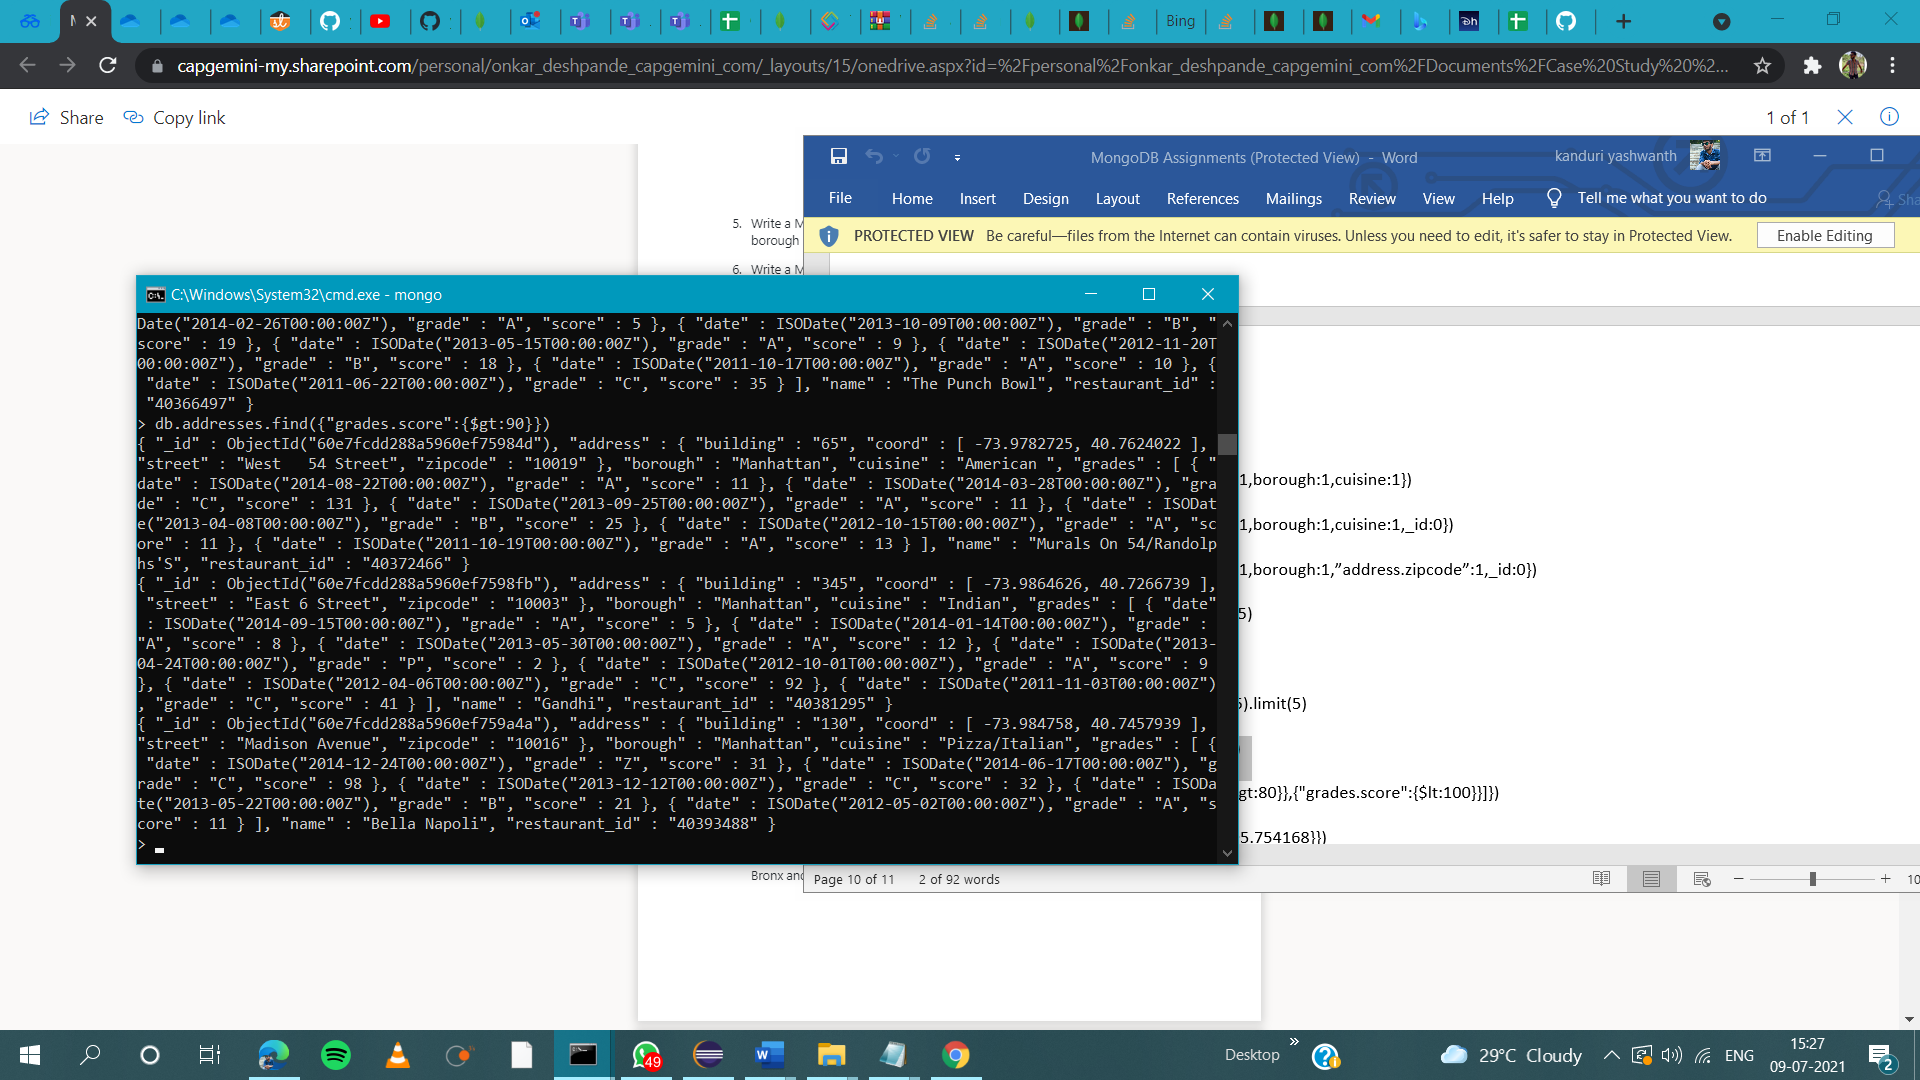 Bing
capgemini-my.sharepoint.com/personal/onkar_deshpande_capgemini_com/_layouts/15/onedrive.aspx?id=%2Fpersonal%2Fonkar_deshpande_capgemini_com%2FDocuments%2FCase%20Study%20%2...
Share Copy link 1 of 1
MongoDB Assignments (Protected View) - Word kanduri yashwanth
File Home Insert Design Layout References Mailings Review View Help Tell me what you want to do
PROTECTED VIEW Be careful—files from the Internet can contain viruses. Unless you need to edit, it's safer to stay in Protected View. Enable Editing
5. Write a M
borough
6. Write a M
C:\Windows\System32\cmd.exe - mongo
Date("2014-02-26T00:00:00Z"), "grade" : "A", "score" : 5 }, { "date" : ISODate("2013-10-09T00:00:00Z"), "grade" : "B", "
score" : 19 }, { "date" : ISODate("2013-05-15T00:00:00Z"), "grade" : "A", "score" : 9 }, { "date" : ISODate("2012-11-20T
00:00:00Z"), "grade" : "B", "score" : 18 }, { "date" : ISODate("2011-10-17T00:00:00Z"), "grade" : "A", "score" : 10 }, {
"date" : ISODate("2011-06-22T00:00:00Z"), "grade" : "C", "score" : 35 } ], "name" : "The Punch Bowl", "restaurant_id" :
"40366497" }
> db.addresses.find({"grades.score":{$gt:90}})
{ "_id" : ObjectId("60e7fcdd288a5960ef75984d"), "address" : { "building" : "65", "coord" : [ -73.9782725, 40.7624022 ],
"street" : "West   54 Street", "zipcode" : "10019" }, "borough" : "Manhattan", "cuisine" : "American ", "grades" : [ { "
date" : ISODate("2014-08-22T00:00:00Z"), "grade" : "A", "score" : 11 }, { "date" : ISODate("2014-03-28T00:00:00Z"), "gra
de" : "C", "score" : 131 }, { "date" : ISODate("2013-09-25T00:00:00Z"), "grade" : "A", "score" : 11 }, { "date" : ISODat
e("2013-04-08T00:00:00Z"), "grade" : "B", "score" : 25 }, { "date" : ISODate("2012-10-15T00:00:00Z"), "grade" : "A", "sc
ore" : 11 }, { "date" : ISODate("2011-10-19T00:00:00Z"), "grade" : "A", "score" : 13 } ], "name" : "Murals On 54/Randolp
hs'S", "restaurant_id" : "40372466" }
{ "_id" : ObjectId("60e7fcdd288a5960ef7598fb"), "address" : { "building" : "345", "coord" : [ -73.9864626, 40.7266739 ],
"street" : "East 6 Street", "zipcode" : "10003" }, "borough" : "Manhattan", "cuisine" : "Indian", "grades" : [ { "date"
: ISODate("2014-09-15T00:00:00Z"), "grade" : "A", "score" : 5 }, { "date" : ISODate("2014-01-14T00:00:00Z"), "grade" :
"A", "score" : 8 }, { "date" : ISODate("2013-05-30T00:00:00Z"), "grade" : "A", "score" : 12 }, { "date" : ISODate("2013-
04-24T00:00:00Z"), "grade" : "P", "score" : 2 }, { "date" : ISODate("2012-10-01T00:00:00Z"), "grade" : "A", "score" : 9
}, { "date" : ISODate("2012-04-06T00:00:00Z"), "grade" : "C", "score" : 92 }, { "date" : ISODate("2011-11-03T00:00:00Z")
, "grade" : "C", "score" : 41 } ], "name" : "Gandhi", "restaurant_id" : "40381295" }
{ "_id" : ObjectId("60e7fcdd288a5960ef759a4a"), "address" : { "building" : "130", "coord" : [ -73.984758, 40.7457939 ],
"street" : "Madison Avenue", "zipcode" : "10016" }, "borough" : "Manhattan", "cuisine" : "Pizza/Italian", "grades" : [ {
"date" : ISODate("2014-12-24T00:00:00Z"), "grade" : "Z", "score" : 31 }, { "date" : ISODate("2014-06-17T00:00:00Z"), "g
rade" : "C", "score" : 98 }, { "date" : ISODate("2013-12-12T00:00:00Z"), "grade" : "C", "score" : 32 }, { "date" : ISODa
te("2013-05-22T00:00:00Z"), "grade" : "B", "score" : 21 }, { "date" : ISODate("2012-05-02T00:00:00Z"), "grade" : "A", "s
core" : 11 } ], "name" : "Bella Napoli", "restaurant_id" : "40393488" }
>
1,borough:1,cuisine:1})
1,borough:1,cuisine:1,_id:0})
1,borough:1,”address.zipcode”:1,_id:0})
5)
5).limit(5)
gt:80}},{"grades.score":{$lt:100}}]})
5.754168}})
Bronx and
Page 10 of 11 2 of 92 words 10
49 Desktop 29°C Cloudy ENG 15:27
09-07-2021 2